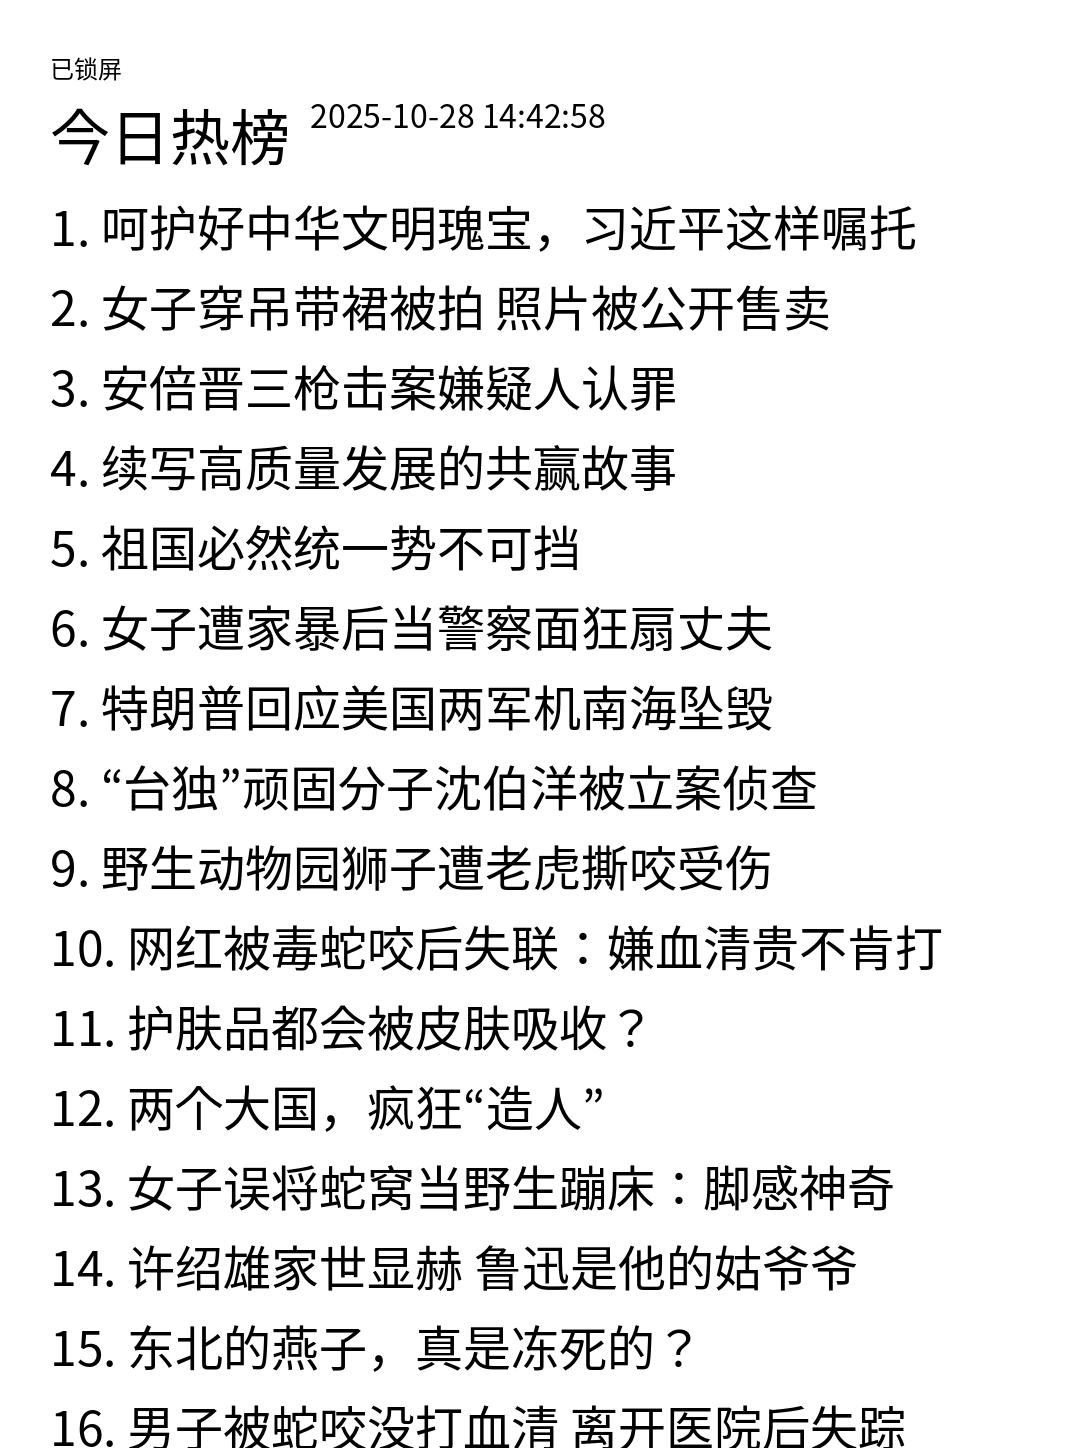 已锁屏
今日热榜 2025-10-28 14:42:58
1. 呵护好中华文明瑰宝，习近平这样嘱托
2. 女子穿吊带裙被拍 照片被公开售卖
3. 安倍晋三枪击案嫌疑人认罪
4. 续写高质量发展的共赢故事
5. 祖国必然统一势不可挡
6. 女子遭家暴后当警察面狂扇丈夫
7. 特朗普回应美国两军机南海坠毁
8. “台独”顽固分子沈伯洋被立案侦查
9. 野生动物园狮子遭老虎撕咬受伤
10. 网红被毒蛇咬后失联：嫌血清贵不肯打
11. 护肤品都会被皮肤吸收？
12. 两个大国，疯狂“造人”
13. 女子误将蛇窝当野生蹦床：脚感神奇
14. 许绍雄家世显赫 鲁迅是他的姑爷爷
15. 东北的燕子，真是冻死的？
16. 男子被蛇咬没打血清 离开医院后失踪